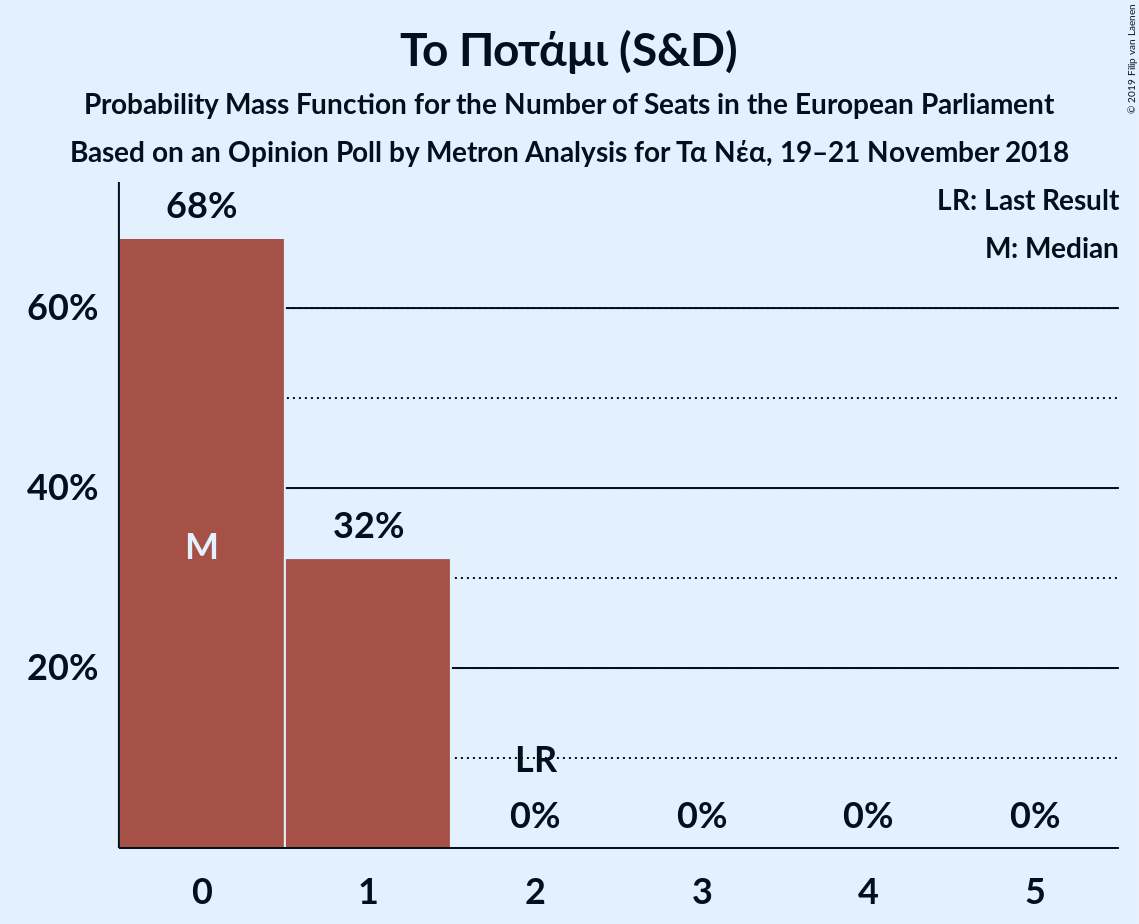 Το Ποτάμι (S&D)
Probability Mass Function for the Number of Seats in the European Parliament
Based on an Opinion Poll by Metron Analysis for Τα Νέα, 19–21 November 2018
© 2019 Filip van Laenen
LR: Last Result
M: Median
68%
60%
40%
32%
M
20%
LR
0% 0% 0% 0%
0 1 2 3 4 5